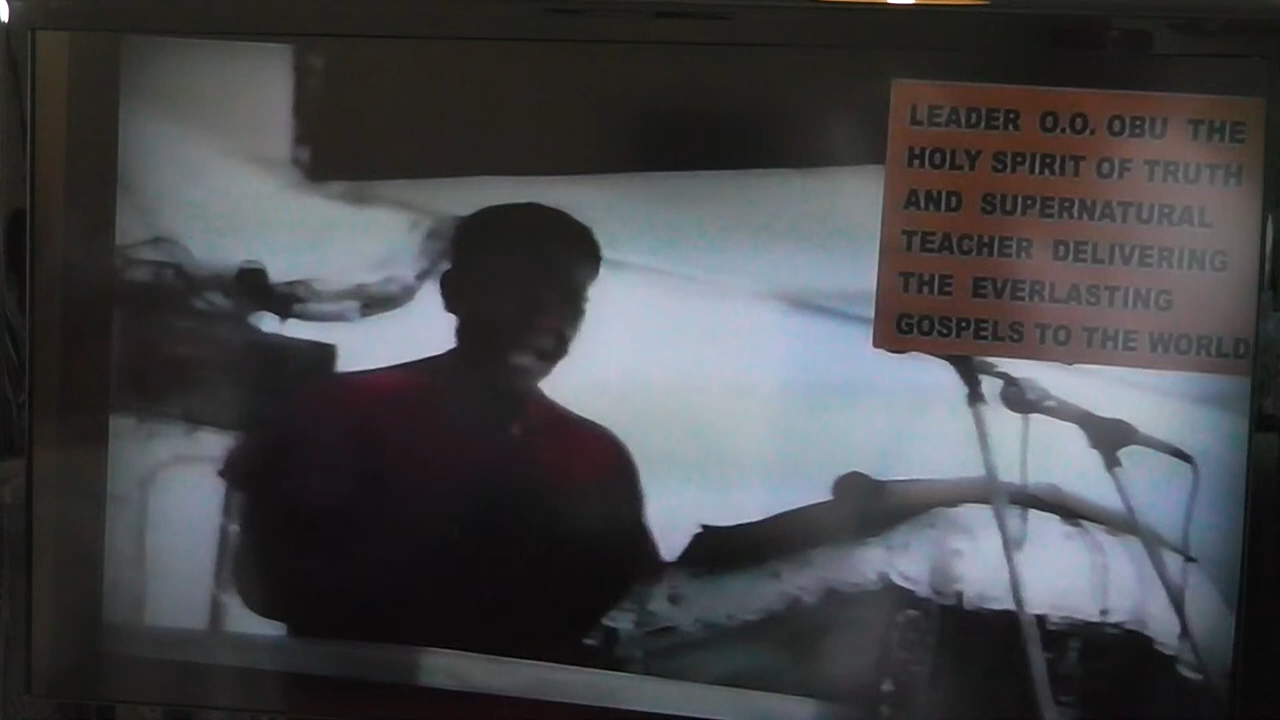 LEADER O.O. OBU THE
HOLY SPIRIT OF TRUTH
AND SUPERNATURAL
TEACHER DELIVERING
THE EVERLASTING
GOSPELS TO THE WORLD